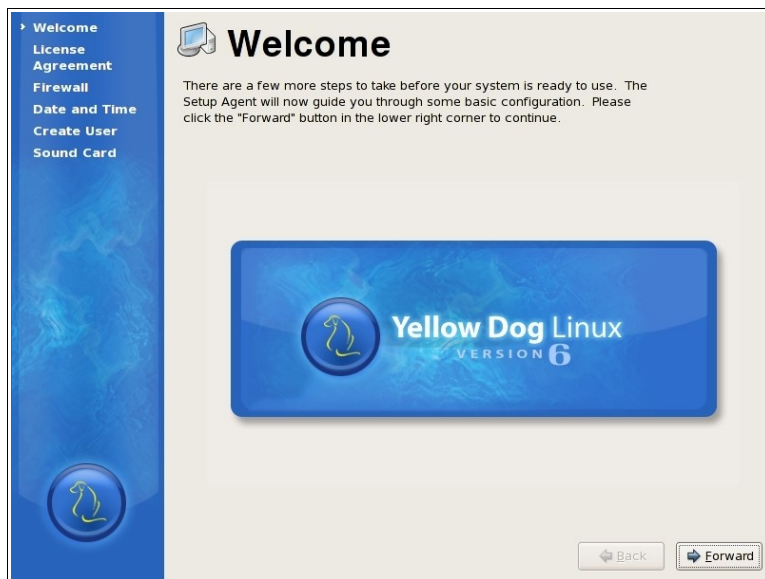 Welcome
License
Agreement
Firewall
Date and Time
Create User
Sound Card
Welcome
There are a few more steps to take before your system is ready to use. The
Setup Agent will now guide you through some basic configuration. Please
click the "Forward" button in the lower right corner to continue.
Yellow Dog Linux
VERSION 6
Back
Forward